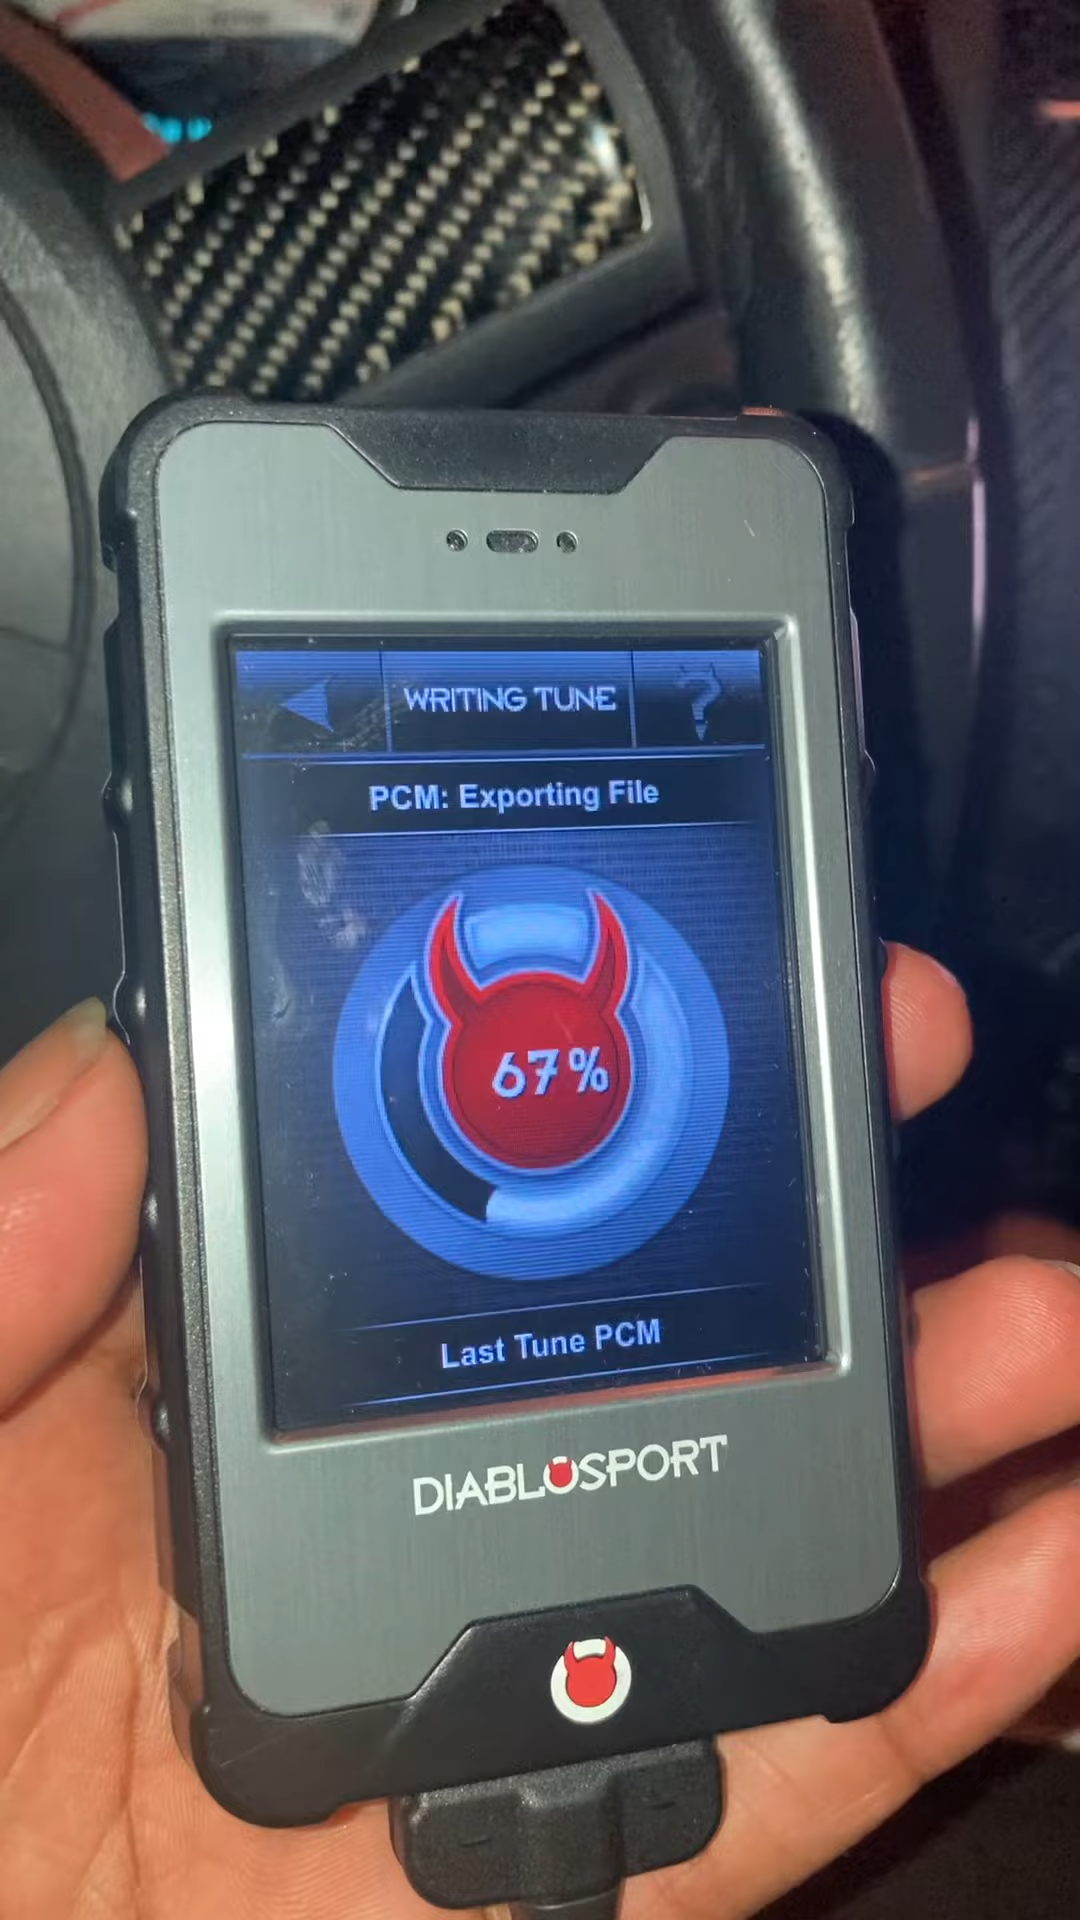 WRITING TUNE
PCM: Exporting File
67%
Last Tune PCM
DIABLOSPORT